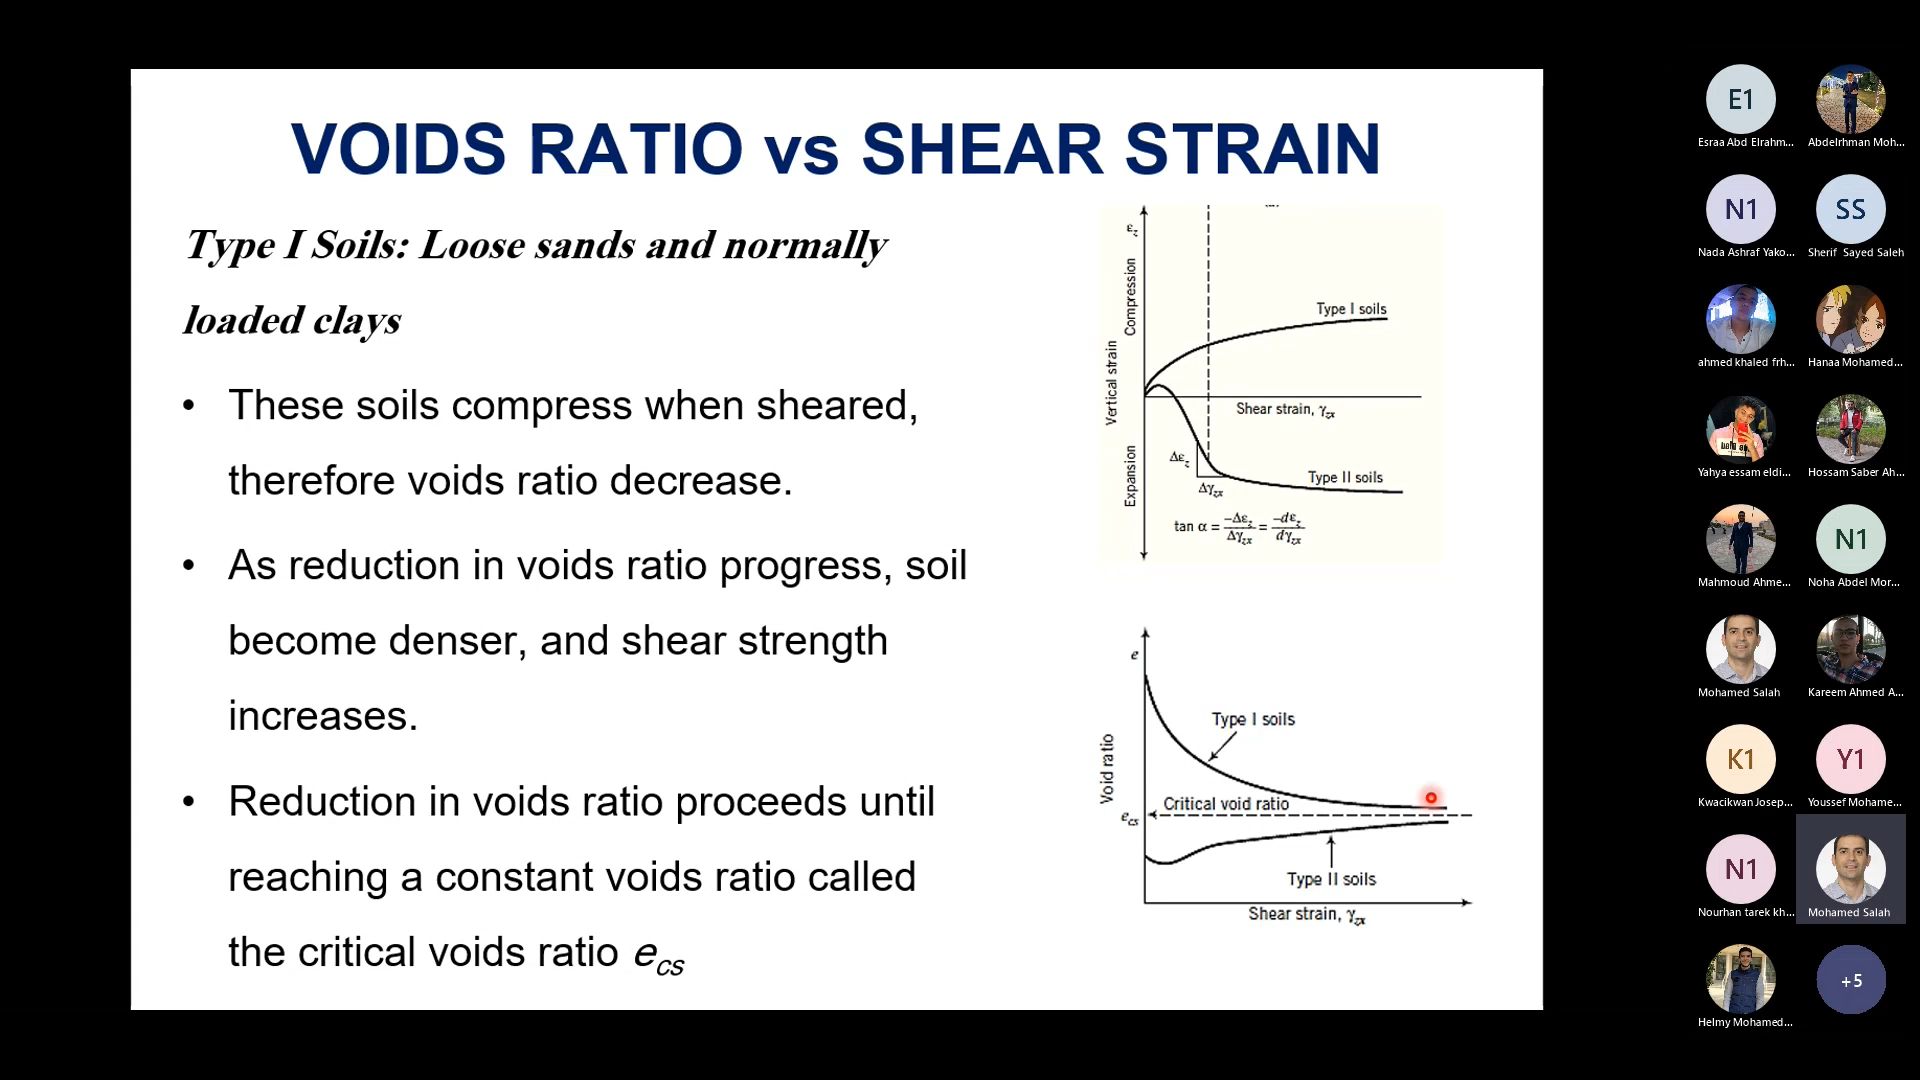 VOIDS RATIO vs SHEAR STRAIN
Type I Soils: Loose sands and normally
loaded clays
• These soils compress when sheared,
therefore voids ratio decrease.
• As reduction in voids ratio progress, soil
become denser, and shear strength
increases.
• Reduction in voids ratio proceeds until
reaching a constant voids ratio called
the critical voids ratio e_cs
ε_z
Compression
Vertical strain
Expansion
Type I soils
Shear strain, γ_zx
Δε_z
Δγ_zx
Type II soils
tan α = −Δε_z/Δγ_zx = −dε_z/dγ_zx
e
Void ratio
Type I soils
Critical void ratio
e_cs
Type II soils
Shear strain, γ_zx
E1
Esraa Abd Elrahm...
Abdelrhman Moh...
N1
Nada Ashraf Yako...
SS
Sherif Sayed Saleh
ahmed khaled frh...
Hanaa Mohamed...
Yahya essam eldi...
Hossam Saber Ah...
Mahmoud Ahme...
N1
Noha Abdel Mor...
Mohamed Salah
Kareem Ahmed A...
K1
Kwacikwan Josep...
Y1
Youssef Mohame...
N1
Nourhan tarek kh...
Mohamed Salah
Helmy Mohamed...
+5